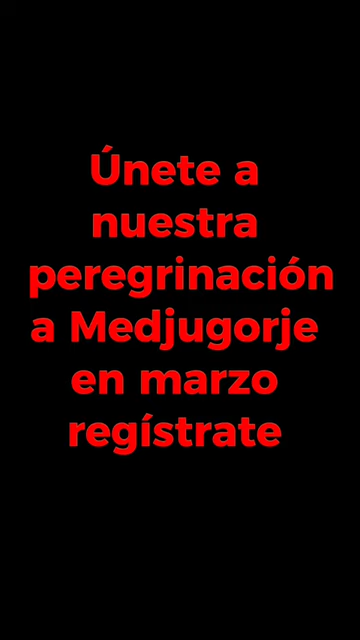 Únete a
nuestra
peregrinación
a Medjugorje
en marzo
regístrate